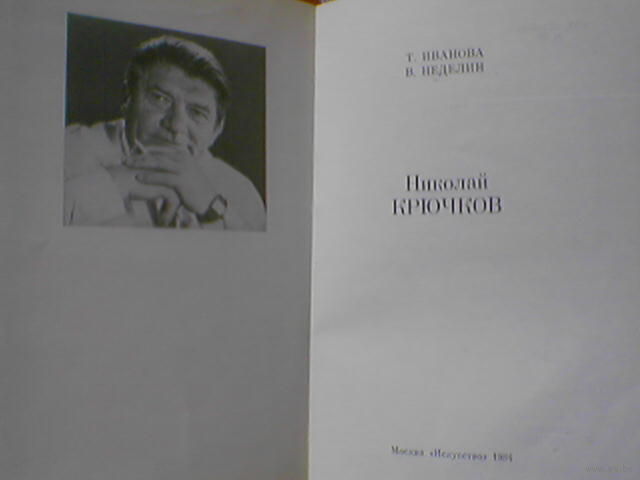 Т. ИВАНОВА
В. НЕДЕЛИН
Николай
КРЮЧКОВ
Москва «Искусство» 1984